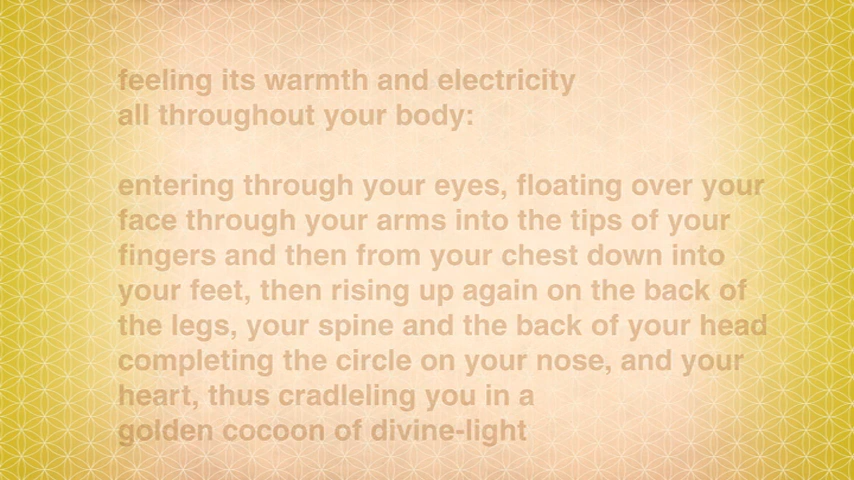 feeling its warmth and electricity
all throughout your body:
entering through your eyes, floating over your
face through your arms into the tips of your
fingers and then from your chest down into
your feet, then rising up again on the back of
the legs, your spine and the back of your head
completing the circle on your nose, and your
heart, thus cradleling you in a
golden cocoon of divine-light